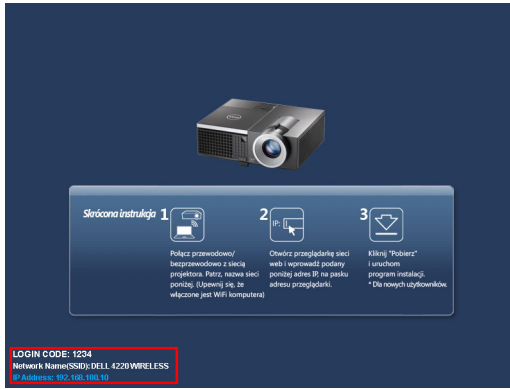 DELL
Skrócona instrukcja
1
Połącz przewodowo/
bezprzewodowo z siecią
projektora. Patrz, nazwa sieci
poniżej. (Upewnij się, że
włączone jest WiFi komputera)
2
IP:
Otwórz przeglądarkę sieci
web i wprowadź podany
poniżej adres IP, na pasku
adresu przeglądarki.
3
Kliknij "Pobierz"
i uruchom
program instalacji.
* Dla nowych użytkowników.
LOGIN CODE: 1234
Network Name(SSID): DELL 4220 WIRELESS
IP Address: 192.168.100.10